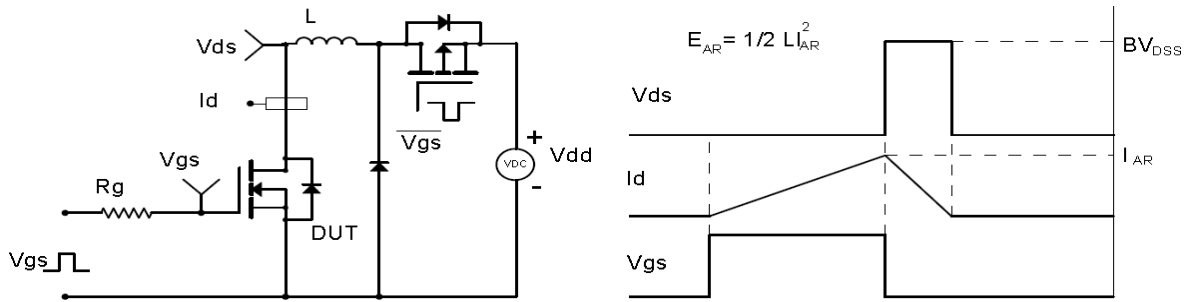 L
Vds
Id
Vgs
Rg
DUT
Vgs
Vgs
+
VDC
-
Vdd
E_AR = 1/2 LI_AR^2
BV_DSS
Vds
I_AR
Id
Vgs